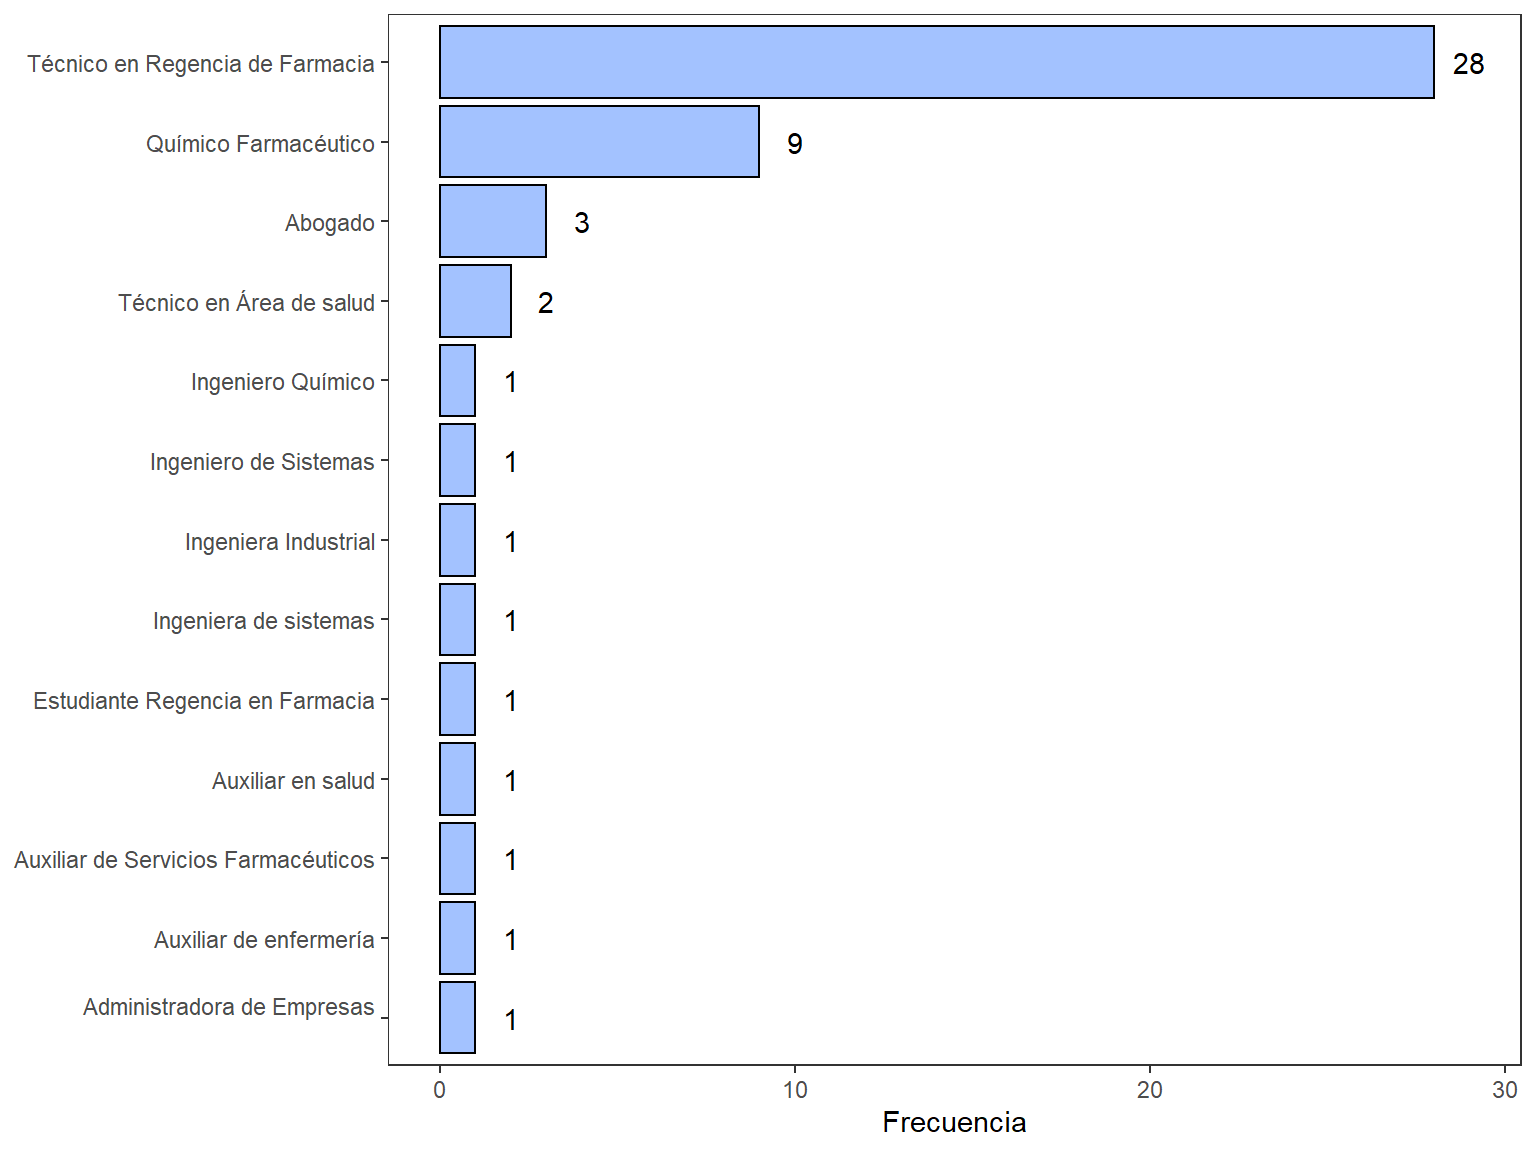 Técnico en Regencia de Farmacia 28
Químico Farmacéutico 9
Abogado 3
Técnico en Área de salud 2
Ingeniero Químico 1
Ingeniero de Sistemas 1
Ingeniera Industrial 1
Ingeniera de sistemas 1
Estudiante Regencia en Farmacia 1
Auxiliar en salud 1
Auxiliar de Servicios Farmacéuticos 1
Auxiliar de enfermería 1
Administradora de Empresas 1
0 10 20 30
Frecuencia